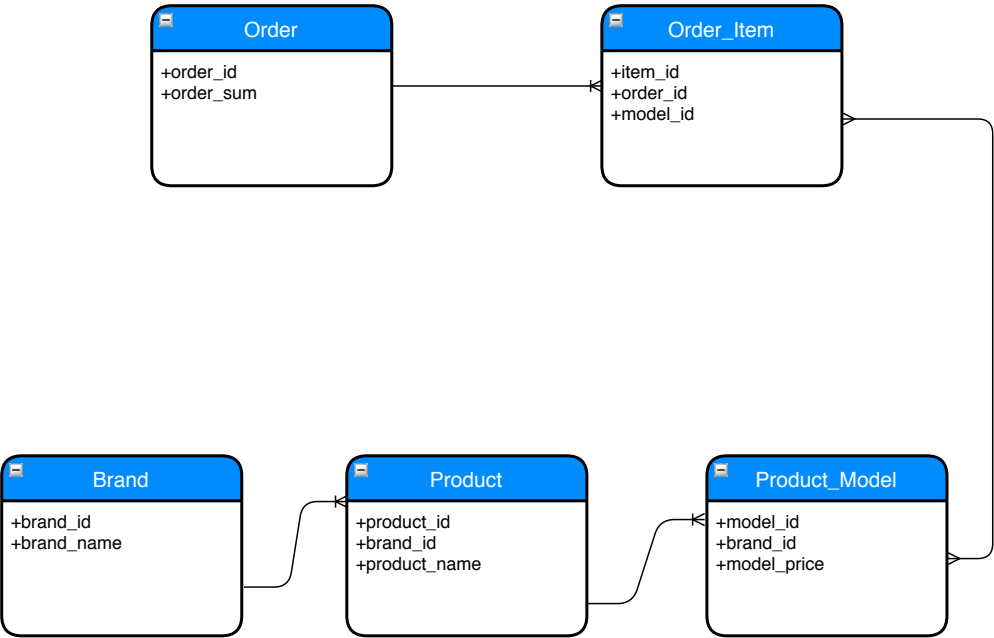 Order
+order_id
+order_sum
Order_Item
+item_id
+order_id
+model_id
Brand
+brand_id
+brand_name
Product
+product_id
+brand_id
+product_name
Product_Model
+model_id
+brand_id
+model_price